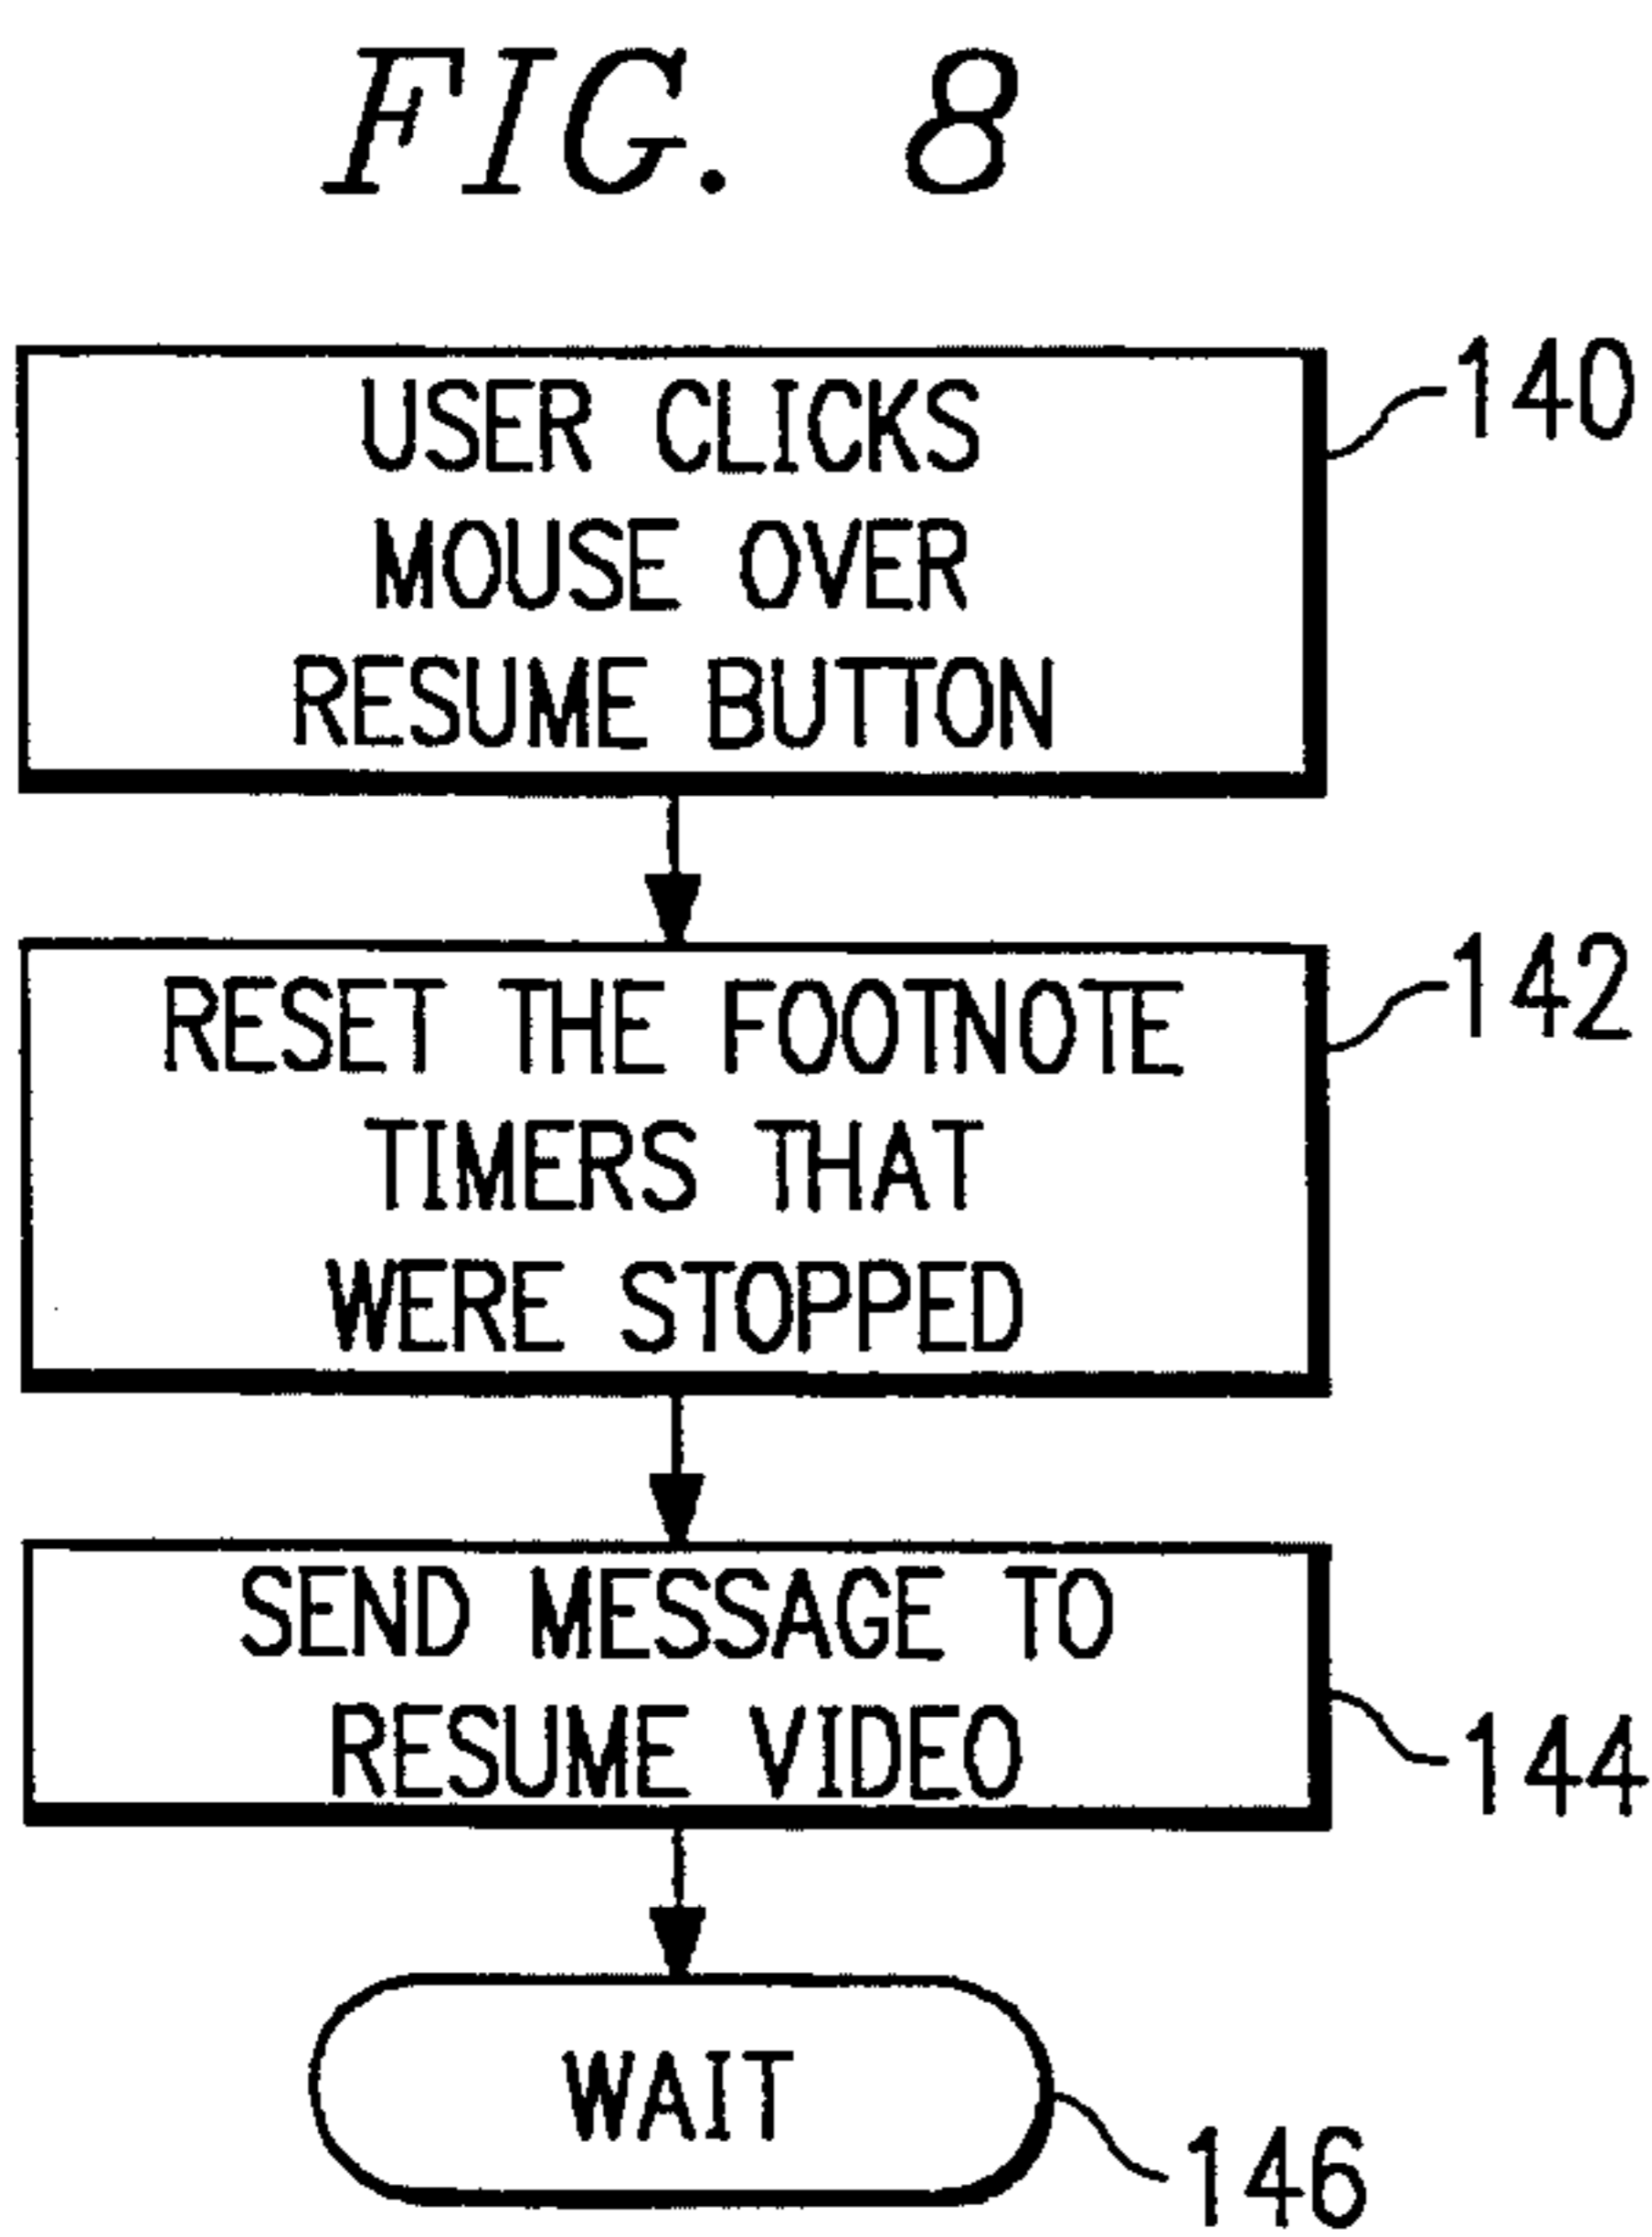 FIG. 8
USER CLICKS
MOUSE OVER
RESUME BUTTON
140
RESET THE FOOTNOTE
TIMERS THAT
WERE STOPPED
142
SEND MESSAGE TO
RESUME VIDEO
144
WAIT
146